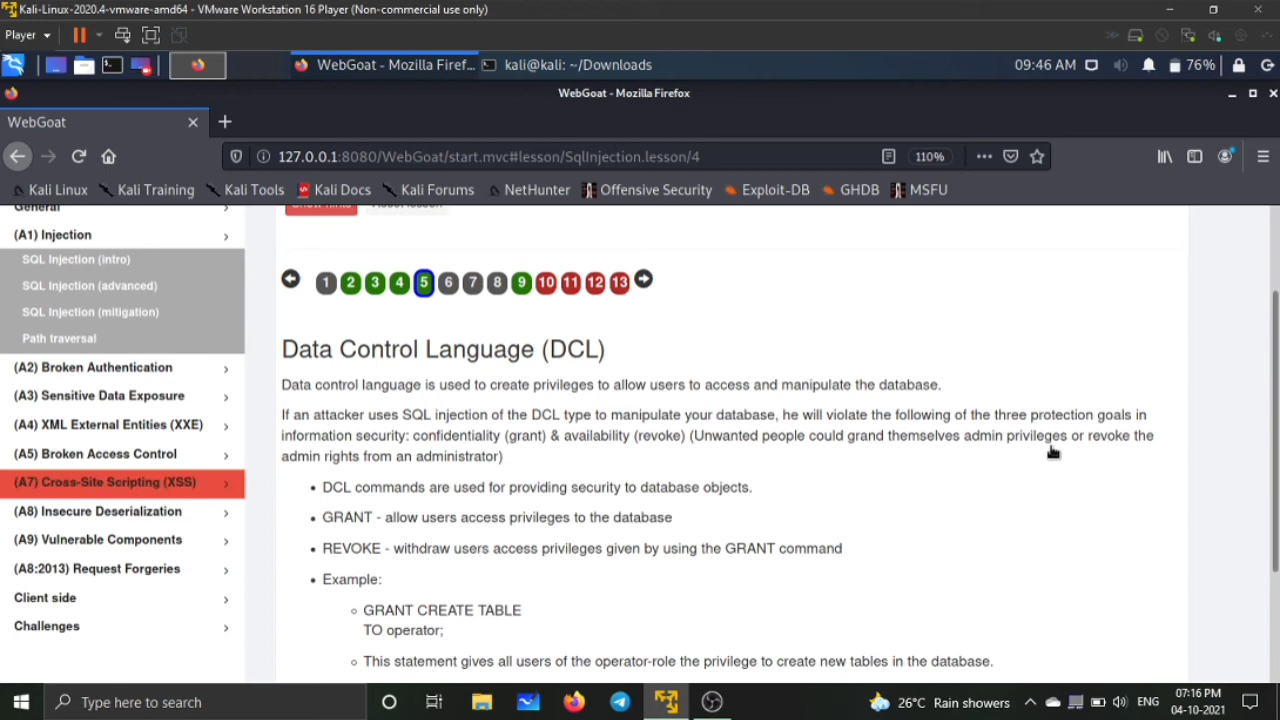 Kali-Linux-2020.4-vmware-amd64 - VMware Workstation 16 Player (Non-commercial use only)
Player
WebGoat - Mozilla Firef...
kali@kali: ~/Downloads
09:46 AM
76%
WebGoat - Mozilla Firefox
WebGoat
127.0.0.1:8080/WebGoat/start.mvc#lesson/SqlInjection.lesson/4
110%
Kali Linux
Kali Training
Kali Tools
Kali Docs
Kali Forums
NetHunter
Offensive Security
Exploit-DB
GHDB
MSFU
General
(A1) Injection
SQL Injection (intro)
SQL Injection (advanced)
SQL Injection (mitigation)
Path traversal
(A2) Broken Authentication
(A3) Sensitive Data Exposure
(A4) XML External Entities (XXE)
(A5) Broken Access Control
(A7) Cross-Site Scripting (XSS)
(A8) Insecure Deserialization
(A9) Vulnerable Components
(A8:2013) Request Forgeries
Client side
Challenges
1 2 3 4 5 6 7 8 9 10 11 12 13
Data Control Language (DCL)
Data control language is used to create privileges to allow users to access and manipulate the database.
If an attacker uses SQL injection of the DCL type to manipulate your database, he will violate the following of the three protection goals in
information security: confidentiality (grant) & availability (revoke) (Unwanted people could grand themselves admin privileges or revoke the
admin rights from an administrator)
• DCL commands are used for providing security to database objects.
• GRANT - allow users access privileges to the database
• REVOKE - withdraw users access privileges given by using the GRANT command
• Example:
GRANT CREATE TABLE
TO operator;
This statement gives all users of the operator-role the privilege to create new tables in the database.
Type here to search
26°C Rain showers
ENG
07:16 PM
04-10-2021